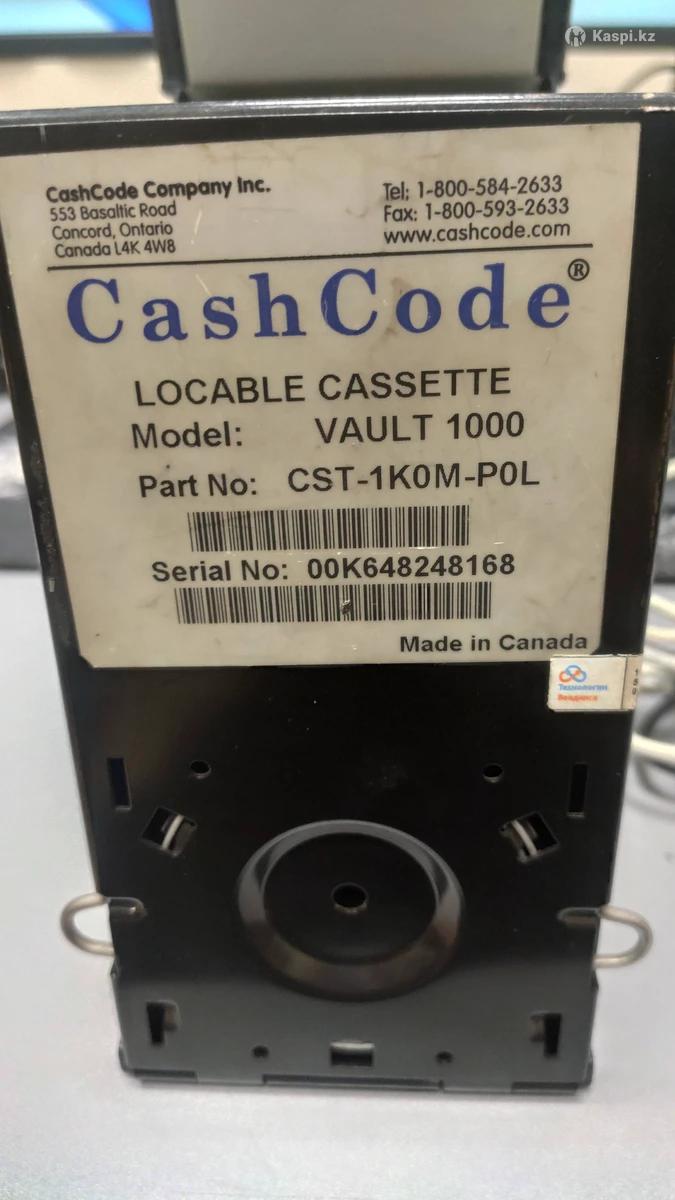 Kaspi.kz
CashCode Company Inc.
553 Basaltic Road
Concord, Ontario
Canada L4K 4W8
Tel: 1-800-584-2633
Fax: 1-800-593-2633
www.cashcode.com
CashCode®
LOCABLE CASSETTE
Model: VAULT 1000
Part No: CST-1K0M-P0L
Serial No: 00K648248168
Made in Canada
Технологии
Вендинга